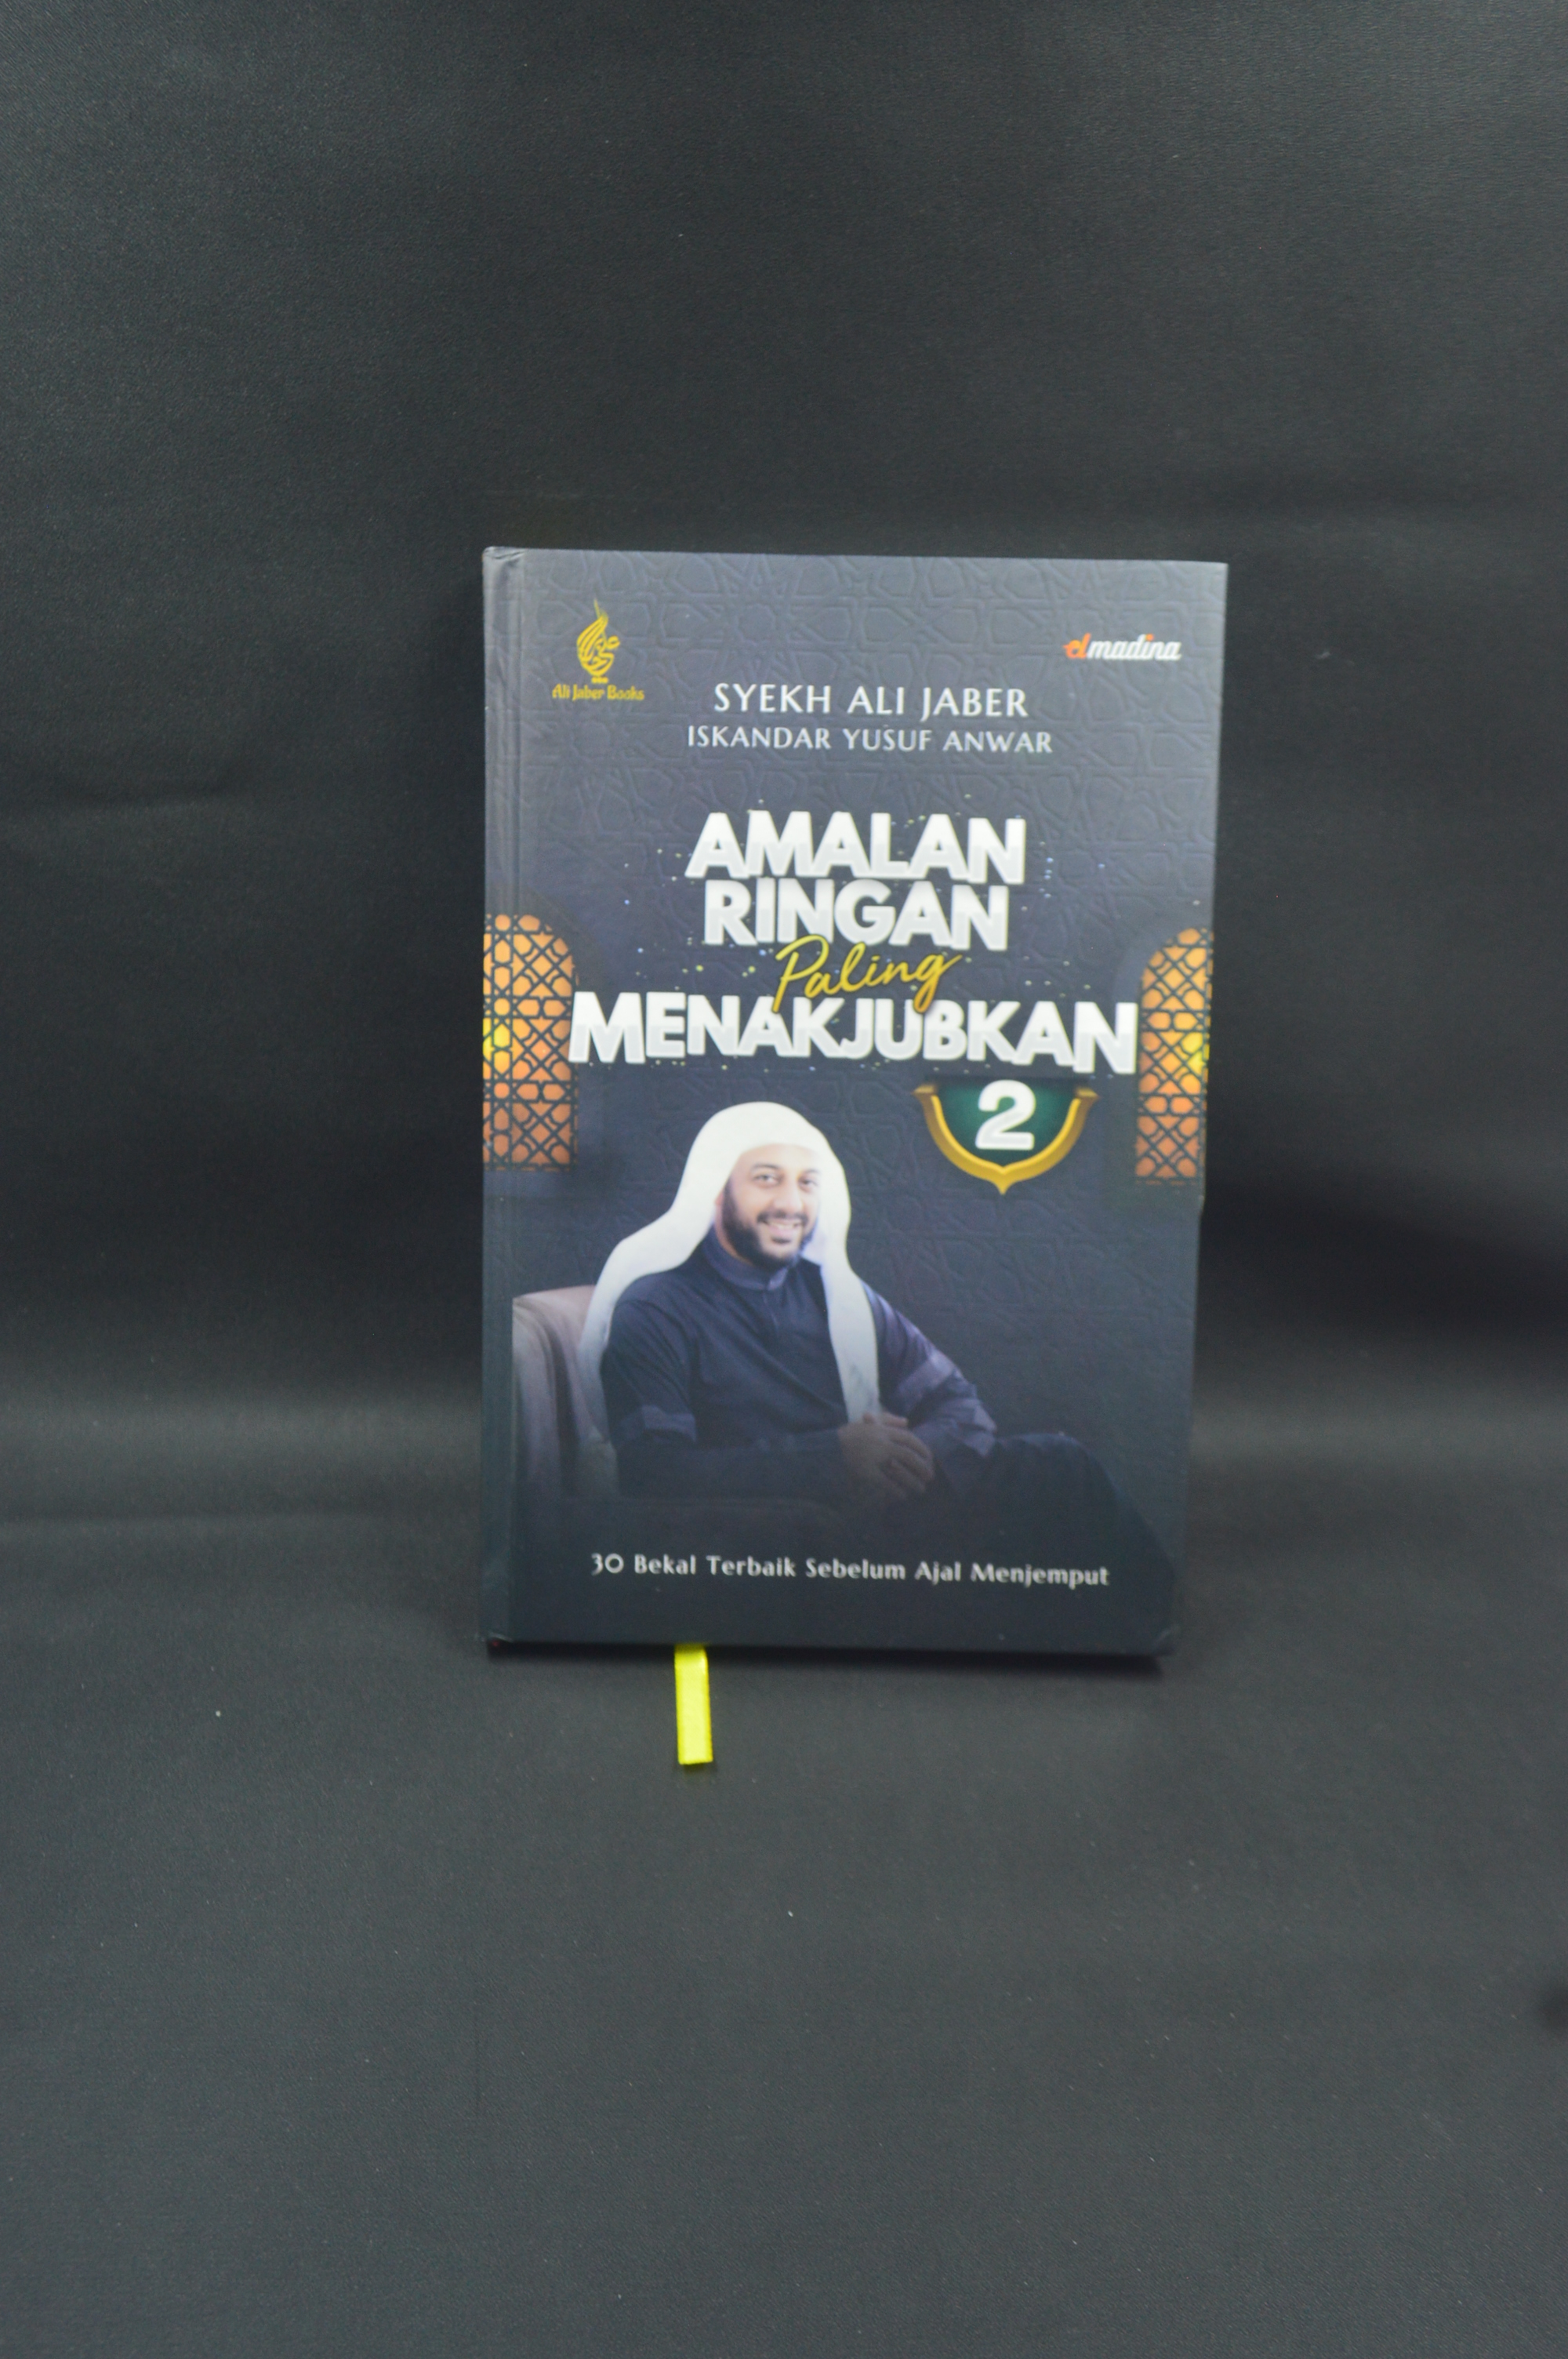 Ali Jaber Books
elmadina
SYEKH ALI JABER
ISKANDAR YUSUF ANWAR
AMALAN
RINGAN
Paling
MENAKJUBKAN
2
30 Bekal Terbaik Sebelum Ajal Menjemput